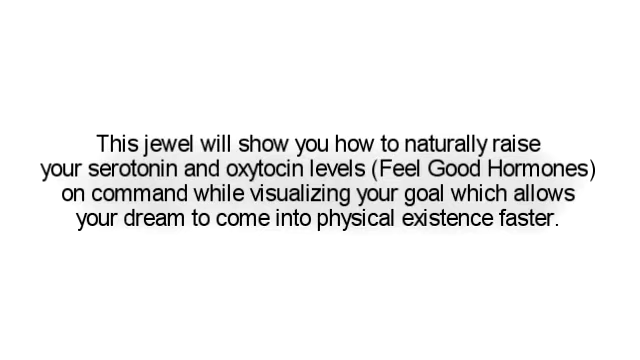 This jewel will show you how to naturally raise
your serotonin and oxytocin levels (Feel Good Hormones)
on command while visualizing your goal which allows
your dream to come into physical existence faster.